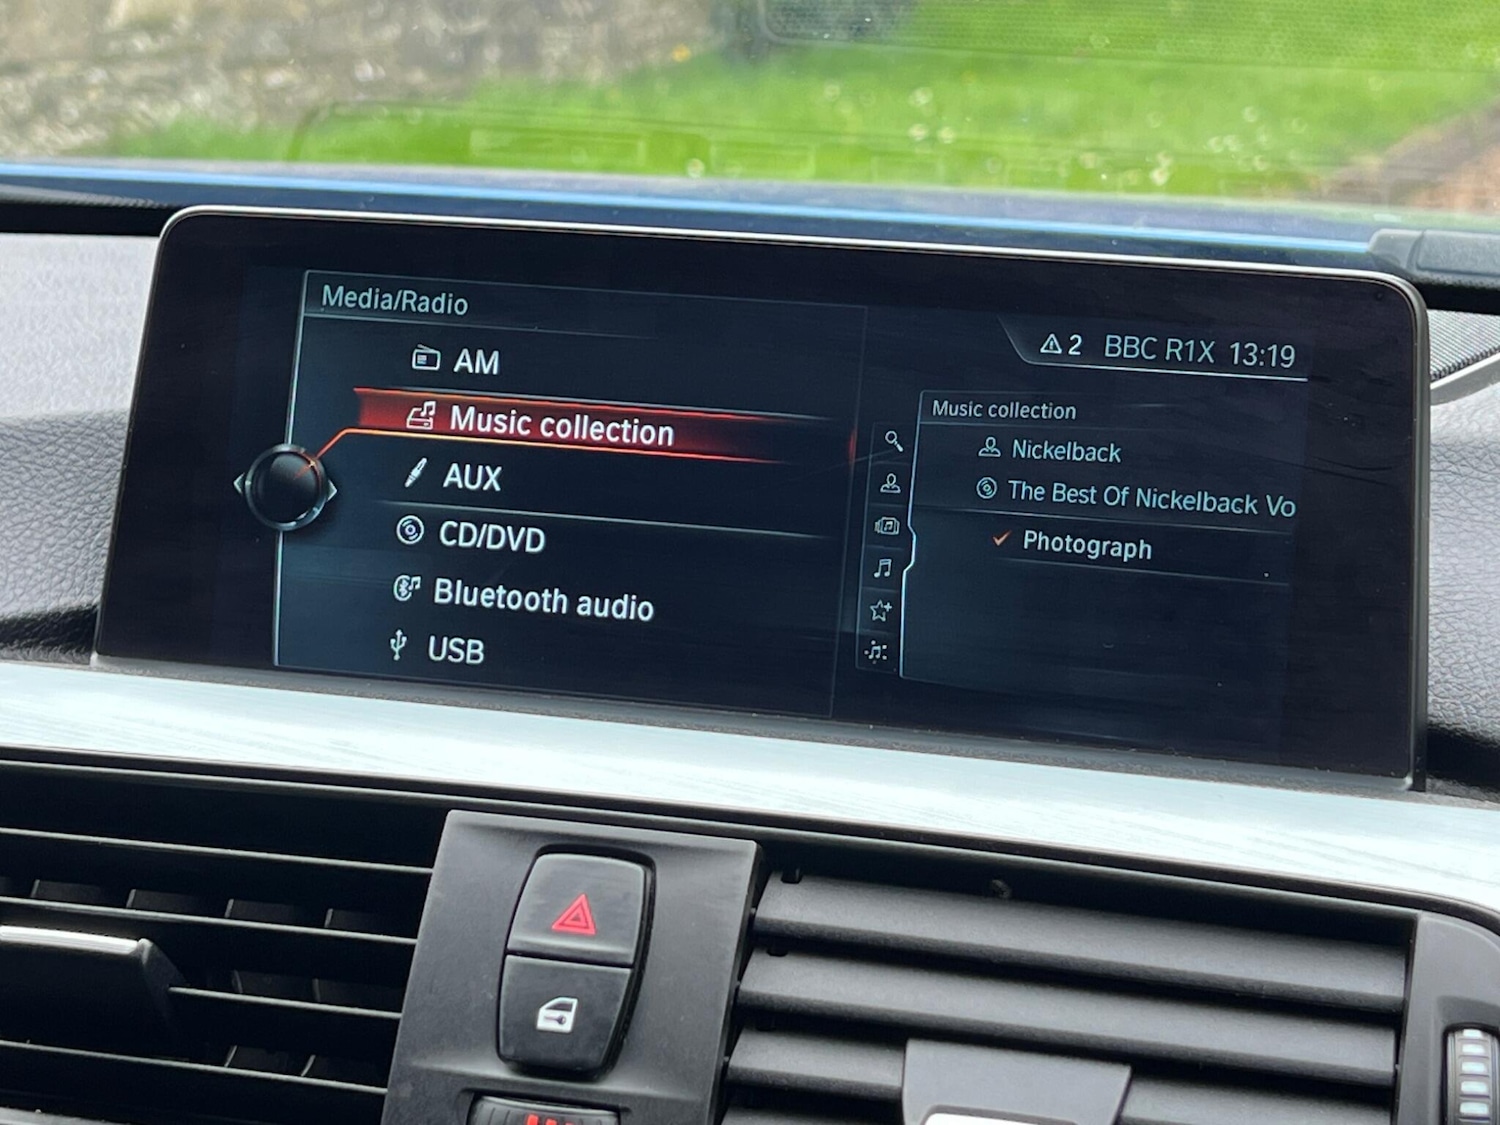 Media/Radio
AM
Music collection
AUX
CD/DVD
Bluetooth audio
USB
2 BBC R1X 13:19
Music collection
Nickelback
The Best Of Nickelback Vo
Photograph